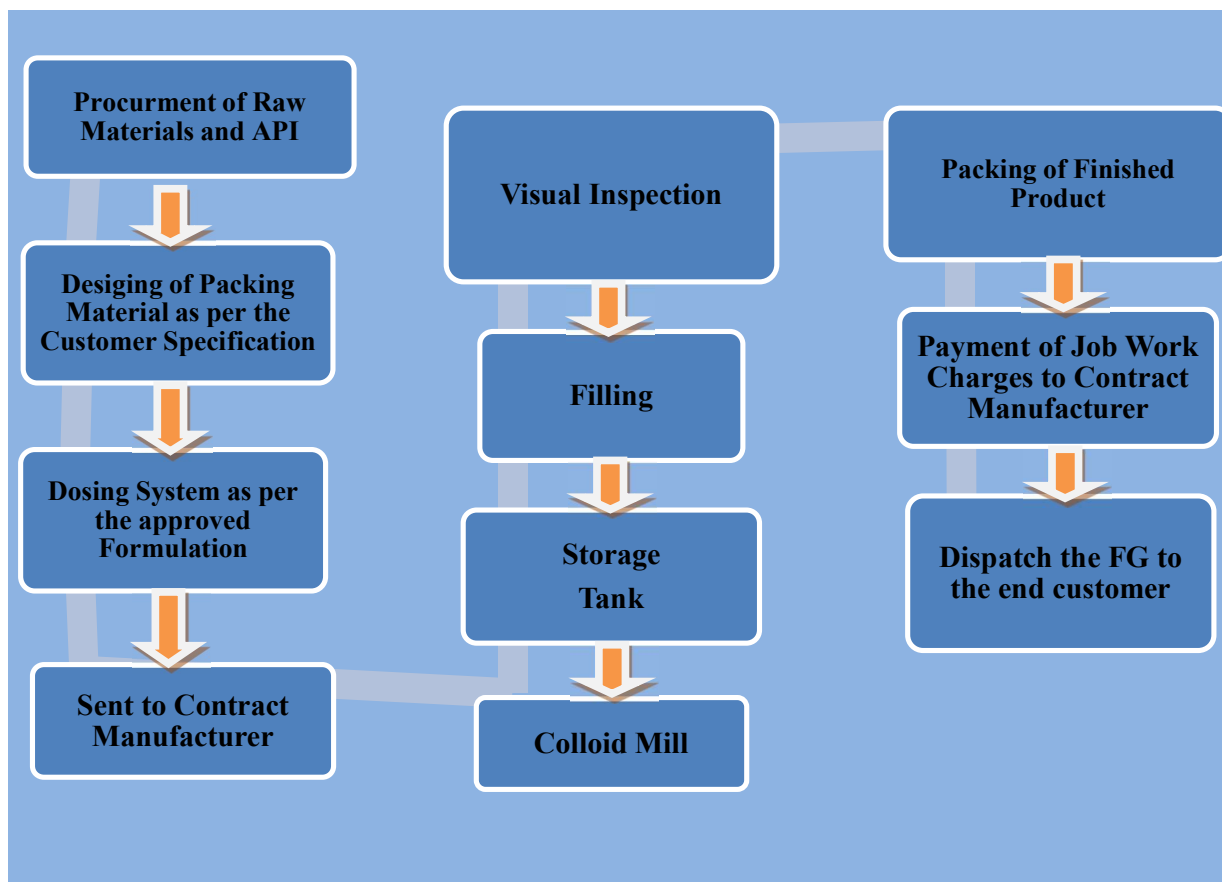 Procurment of Raw
Materials and API
Desiging of Packing
Material as per the
Customer Specification
Dosing System as per
the approved
Formulation
Sent to Contract
Manufacturer
Visual Inspection
Filling
Storage
Tank
Colloid Mill
Packing of Finished
Product
Payment of Job Work
Charges to Contract
Manufacturer
Dispatch the FG to
the end customer